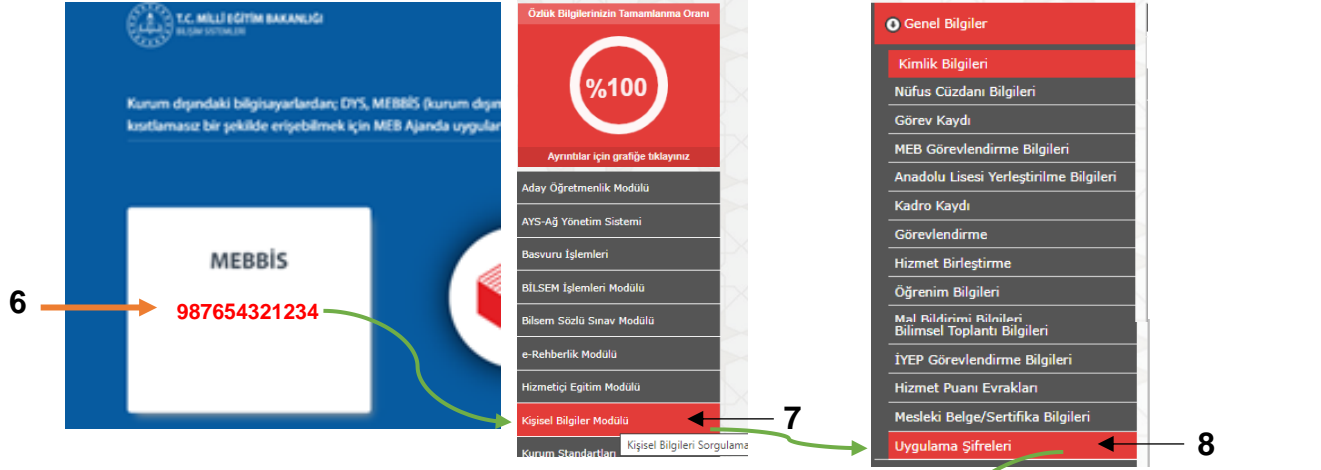 T.C. MİLLÎ EĞİTİM BAKANLIĞI
BİLİŞİM SİSTEMLERİ
Kurum dışındaki bilgisayarlardan; DYS, MEBBİS (kurum dışın
kısıtlamasız bir şekilde erişebilmek için MEB Ajanda uygular
6
MEBBİS
987654321234
Özlük Bilgilerinizin Tamamlanma Oranı
%100
Ayrıntılar için grafiğe tıklayınız
Aday Öğretmenlik Modülü
AYS-Ağ Yönetim Sistemi
Basvuru İşlemleri
BİLSEM İşlemleri Modülü
Bilsem Sözlü Sınav Modülü
e-Rehberlik Modülü
Hizmetiçi Egitim Modülü
Kişisel Bilgiler Modülü
7
Kişisel Bilgileri Sorgulama
Kurum Standartları
Genel Bilgiler
Kimlik Bilgileri
Nüfus Cüzdanı Bilgileri
Görev Kaydı
MEB Görevlendirme Bilgileri
Anadolu Lisesi Yerleştirilme Bilgileri
Kadro Kaydı
Görevlendirme
Hizmet Birleştirme
Öğrenim Bilgileri
Mal Bildirimi Bilgileri
Bilimsel Toplantı Bilgileri
İYEP Görevlendirme Bilgileri
Hizmet Puanı Evrakları
Mesleki Belge/Sertifika Bilgileri
Uygulama Şifreleri
8